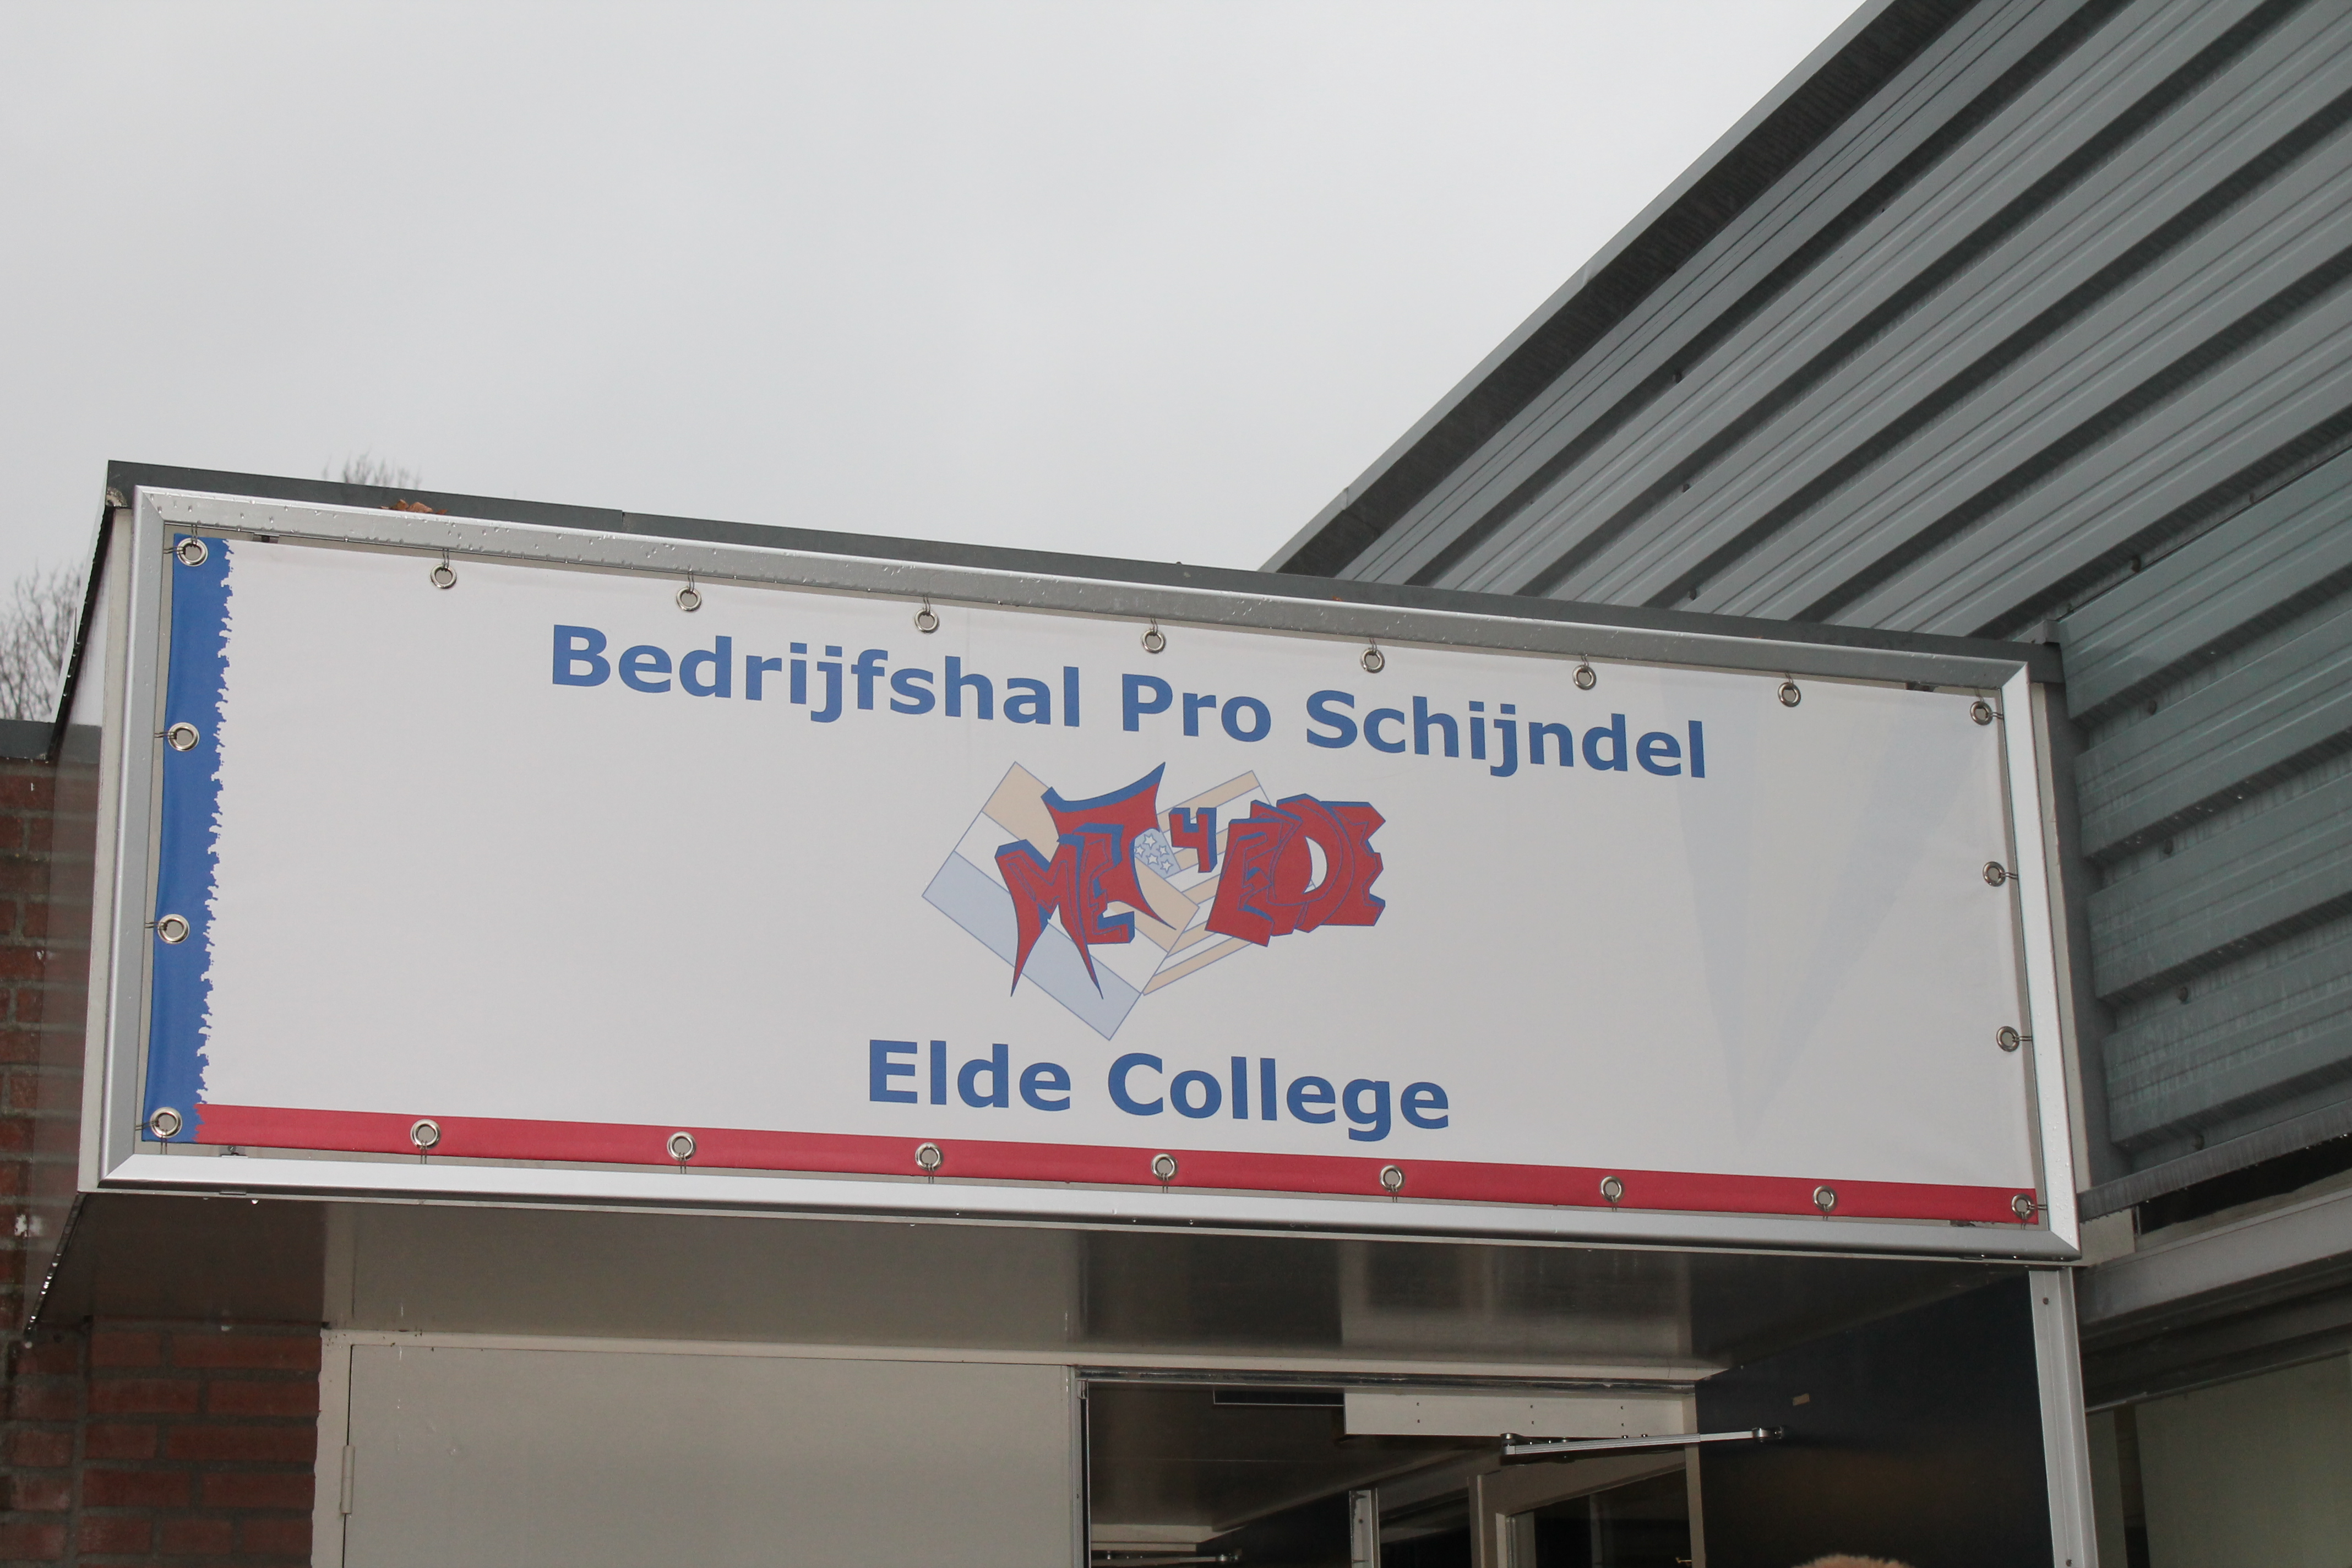 Bedrijfshal Pro Schijndel
Elde College